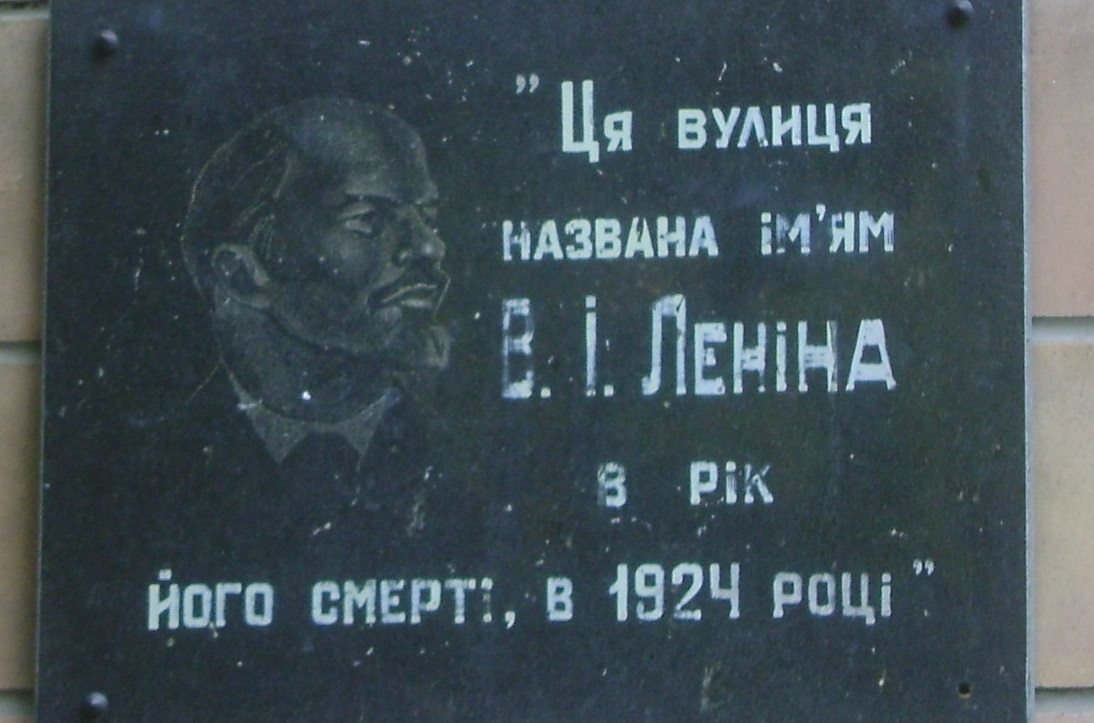 ” Ця вулиця
названа ім’ям
В. І. Леніна
в рік
його смерті, в 1924 році ”